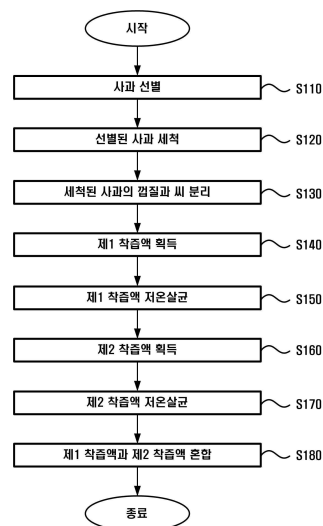 시작
사과 선별 S110
선별된 사과 세척 S120
세척된 사과의 껍질과 씨 분리 S130
제1 착즙액 획득 S140
제1 착즙액 저온살균 S150
제2 착즙액 획득 S160
제2 착즙액 저온살균 S170
제1 착즙액과 제2 착즙액 혼합 S180
종료